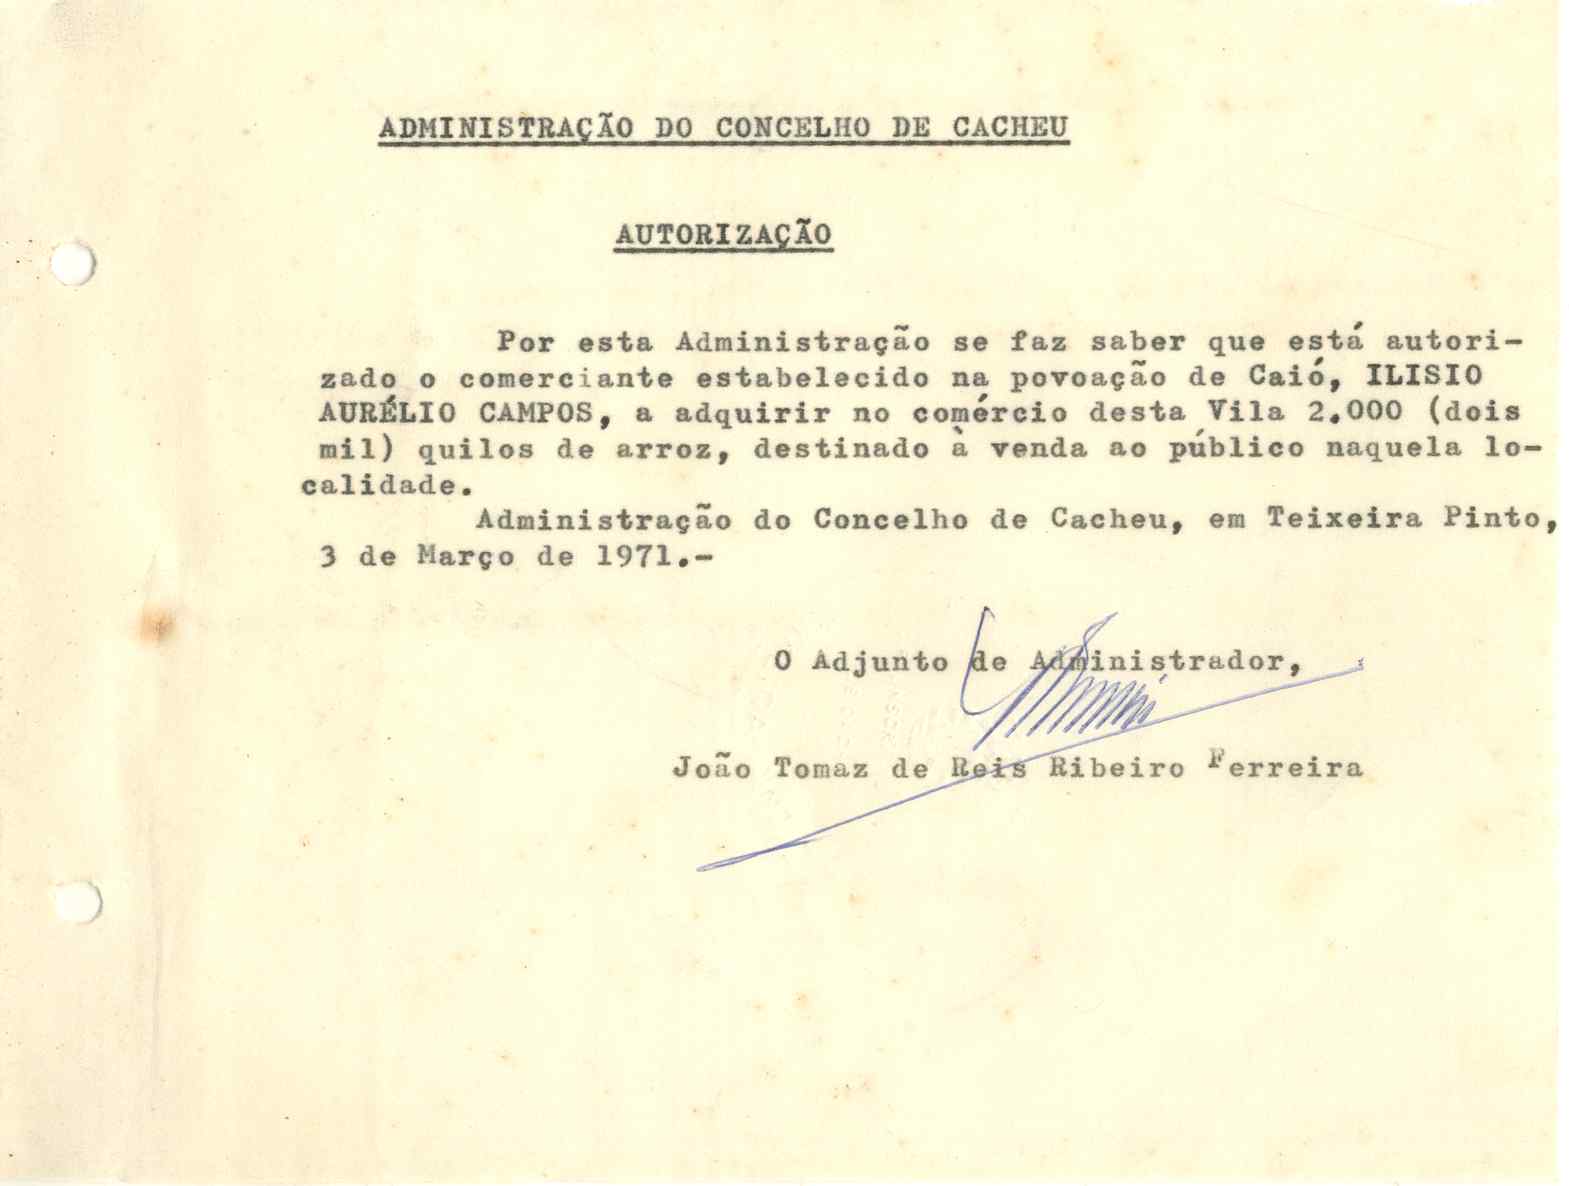 ADMINISTRAÇÃO DO CONCELHO DE CACHEU
AUTORIZAÇÃO
Por esta Administração se faz saber que está autori-
zado o comerciante estabelecido na povoação de Caió, ILISIO
AURÉLIO CAMPOS, a adquirir no comércio desta Vila 2.000 (dois
mil) quilos de arroz, destinado à venda ao público naquela lo-
calidade.
Administração do Concelho de Cacheu, em Teixeira Pinto,
3 de Março de 1971.-
O Adjunto de Administrador,
João Tomaz de Reis Ribeiro Ferreira